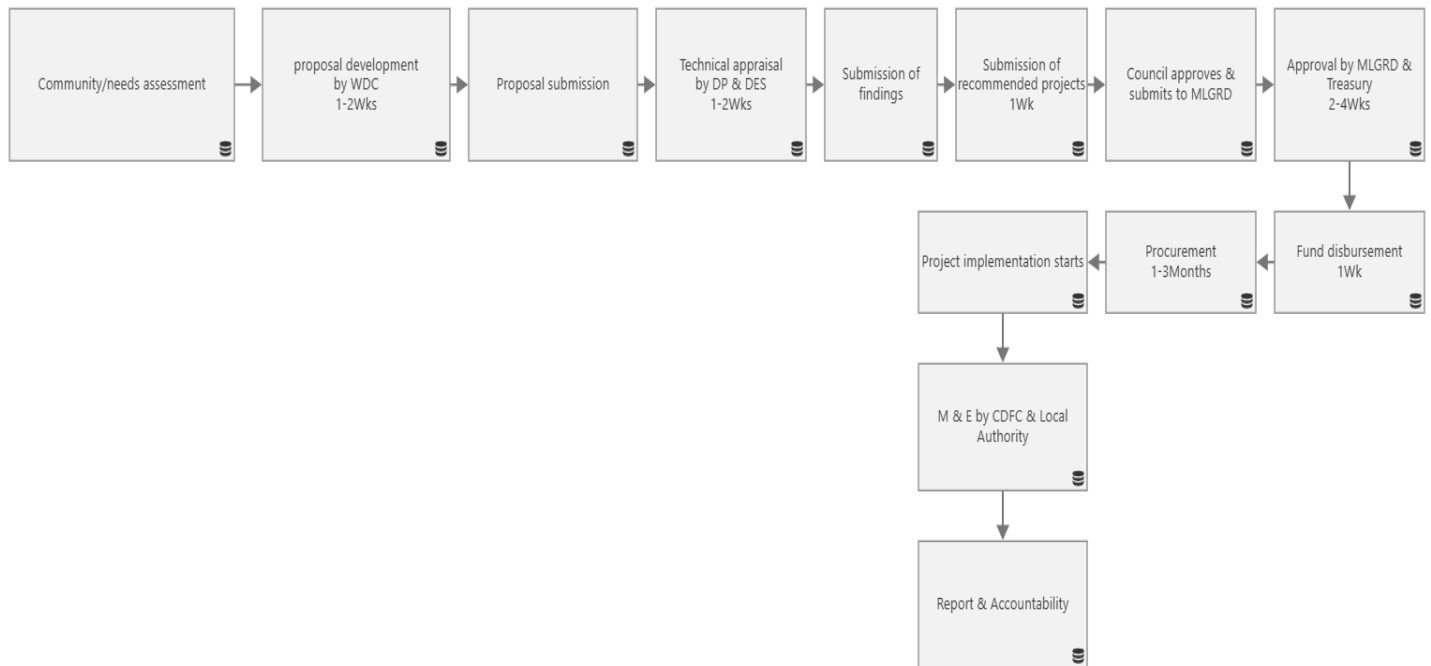 Community/needs assessment
proposal development
by WDC
1-2Wks
Proposal submission
Technical appraisal
by DP & DES
1-2Wks
Submission of
findings
Submission of
recommended projects
1Wk
Council approves &
submits to MLGRD
Approval by MLGRD &
Treasury
2-4Wks
Fund disbursement
1Wk
Procurement
1-3Months
Project implementation starts
M & E by CDFC & Local
Authority
Report & Accountability